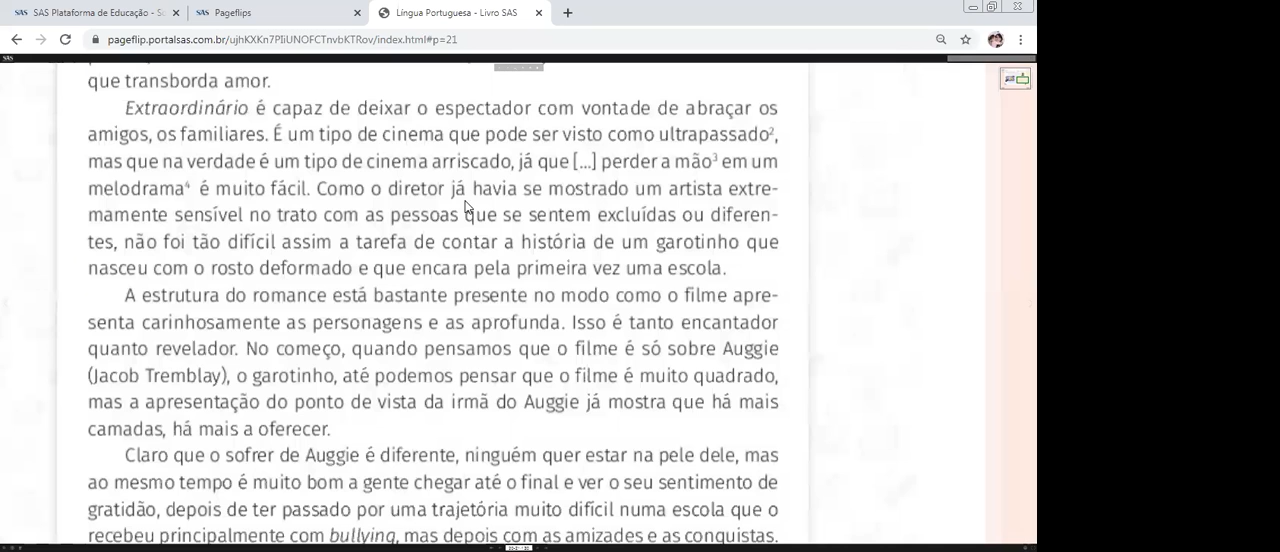 SAS Plataforma de Educação - S
Pageflips
Língua Portuguesa - Livro SAS
pageflip.portalsas.com.br/ujhKXKn7PIiUNOFCTnvbKTRov/index.html#p=21
SAS
que transborda amor.
Extraordinário é capaz de deixar o espectador com vontade de abraçar os
amigos, os familiares. É um tipo de cinema que pode ser visto como ultrapassado²,
mas que na verdade é um tipo de cinema arriscado, já que [...] perder a mão³ em um
melodrama⁴ é muito fácil. Como o diretor já havia se mostrado um artista extre-
mamente sensível no trato com as pessoas que se sentem excluídas ou diferen-
tes, não foi tão difícil assim a tarefa de contar a história de um garotinho que
nasceu com o rosto deformado e que encara pela primeira vez uma escola.
A estrutura do romance está bastante presente no modo como o filme apre-
senta carinhosamente as personagens e as aprofunda. Isso é tanto encantador
quanto revelador. No começo, quando pensamos que o filme é só sobre Auggie
(Jacob Tremblay), o garotinho, até podemos pensar que o filme é muito quadrado,
mas a apresentação do ponto de vista da irmã do Auggie já mostra que há mais
camadas, há mais a oferecer.
Claro que o sofrer de Auggie é diferente, ninguém quer estar na pele dele, mas
ao mesmo tempo é muito bom a gente chegar até o final e ver o seu sentimento de
gratidão, depois de ter passado por uma trajetória muito difícil numa escola que o
recebeu principalmente com bullying, mas depois com as amizades e as conquistas.